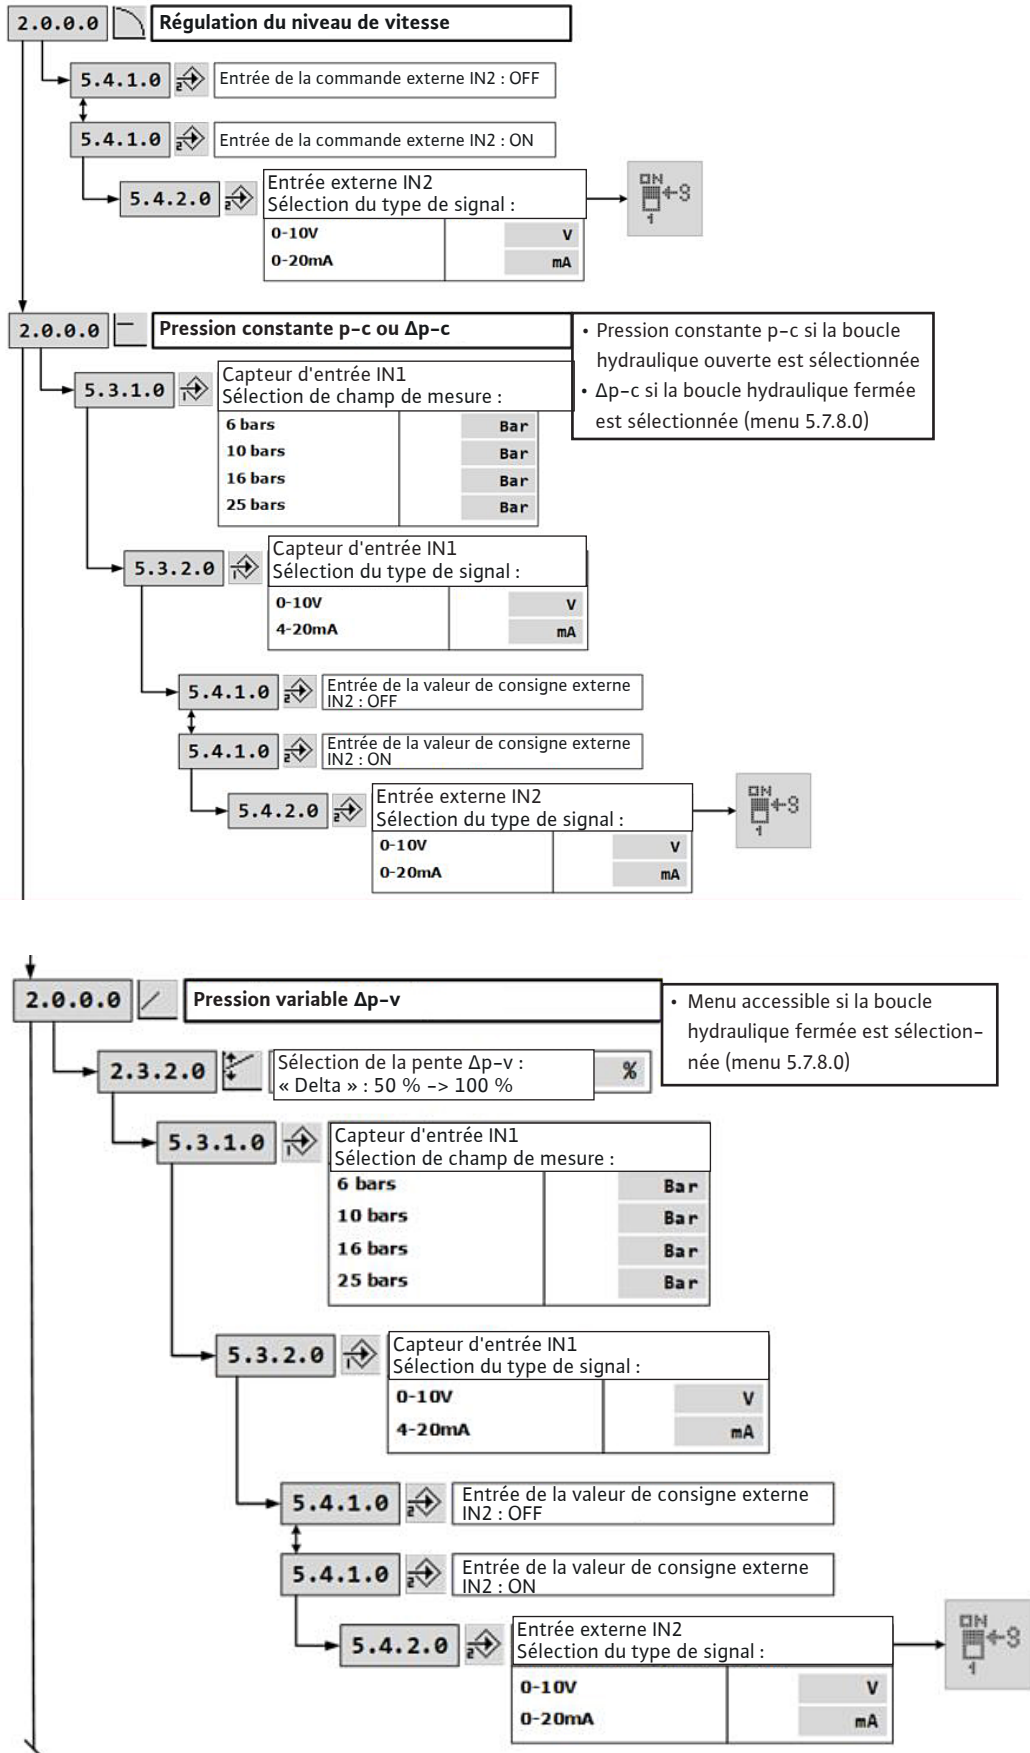 2.0.0.0 Régulation du niveau de vitesse
5.4.1.0 2 Entrée de la commande externe IN2 : OFF
5.4.1.0 2 Entrée de la commande externe IN2 : ON
5.4.2.0 2 Entrée externe IN2
Sélection du type de signal :
0-10V V
0-20mA mA
ON
1
2.0.0.0 Pression constante p-c ou Δp-c
• Pression constante p-c si la boucle
hydraulique ouverte est sélectionnée
• Δp-c si la boucle hydraulique fermée
est sélectionnée (menu 5.7.8.0)
5.3.1.0 1 Capteur d'entrée IN1
Sélection de champ de mesure :
6 bars Bar
10 bars Bar
16 bars Bar
25 bars Bar
5.3.2.0 1 Capteur d'entrée IN1
Sélection du type de signal :
0-10V V
4-20mA mA
5.4.1.0 2 Entrée de la valeur de consigne externe
IN2 : OFF
5.4.1.0 2 Entrée de la valeur de consigne externe
IN2 : ON
5.4.2.0 2 Entrée externe IN2
Sélection du type de signal :
0-10V V
0-20mA mA
ON
1
2.0.0.0 Pression variable Δp-v
• Menu accessible si la boucle
hydraulique fermée est sélection-
née (menu 5.7.8.0)
2.3.2.0 Sélection de la pente Δp-v :
« Delta » : 50 % -> 100 % %
5.3.1.0 1 Capteur d'entrée IN1
Sélection de champ de mesure :
6 bars Bar
10 bars Bar
16 bars Bar
25 bars Bar
5.3.2.0 1 Capteur d'entrée IN1
Sélection du type de signal :
0-10V V
4-20mA mA
5.4.1.0 2 Entrée de la valeur de consigne externe
IN2 : OFF
5.4.1.0 2 Entrée de la valeur de consigne externe
IN2 : ON
5.4.2.0 2 Entrée externe IN2
Sélection du type de signal :
0-10V V
0-20mA mA
ON
1